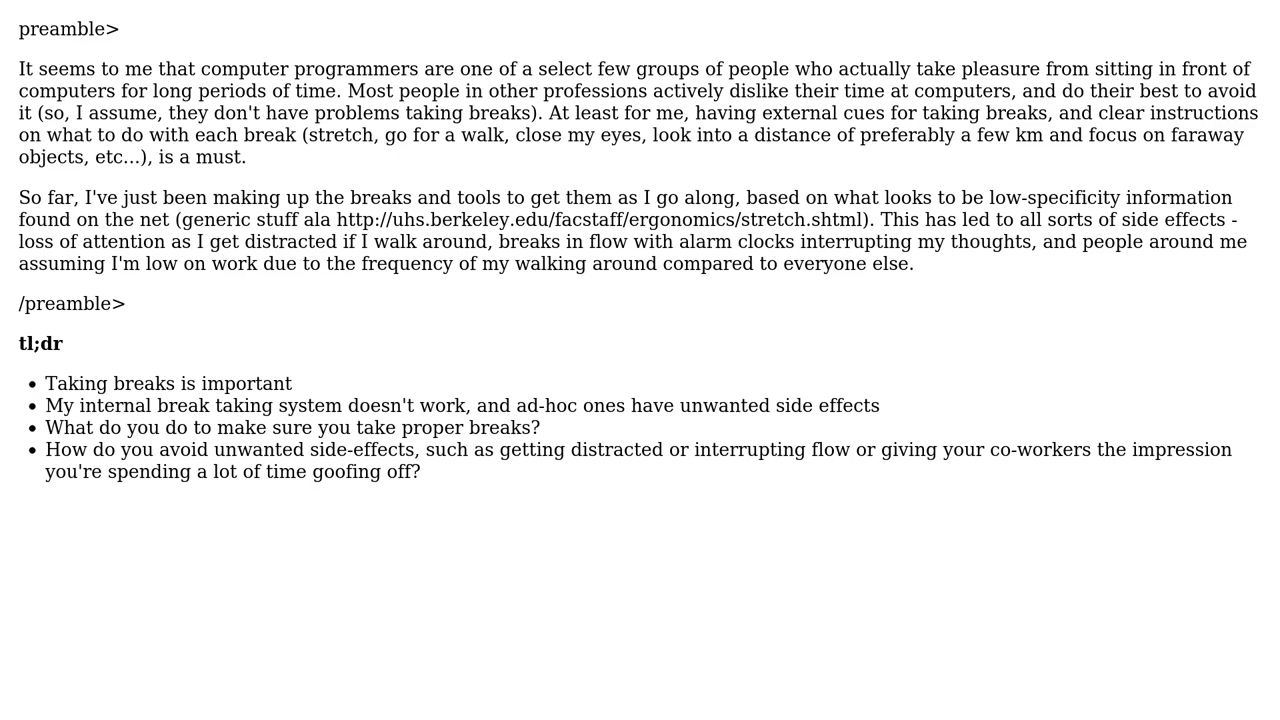 preamble>
It seems to me that computer programmers are one of a select few groups of people who actually take pleasure from sitting in front of
computers for long periods of time. Most people in other professions actively dislike their time at computers, and do their best to avoid
it (so, I assume, they don't have problems taking breaks). At least for me, having external cues for taking breaks, and clear instructions
on what to do with each break (stretch, go for a walk, close my eyes, look into a distance of preferably a few km and focus on faraway
objects, etc...), is a must.
So far, I've just been making up the breaks and tools to get them as I go along, based on what looks to be low-specificity information
found on the net (generic stuff ala http://uhs.berkeley.edu/facstaff/ergonomics/stretch.shtml). This has led to all sorts of side effects -
loss of attention as I get distracted if I walk around, breaks in flow with alarm clocks interrupting my thoughts, and people around me
assuming I'm low on work due to the frequency of my walking around compared to everyone else.
/preamble>
tl;dr
• Taking breaks is important
• My internal break taking system doesn't work, and ad-hoc ones have unwanted side effects
• What do you do to make sure you take proper breaks?
• How do you avoid unwanted side-effects, such as getting distracted or interrupting flow or giving your co-workers the impression
you're spending a lot of time goofing off?